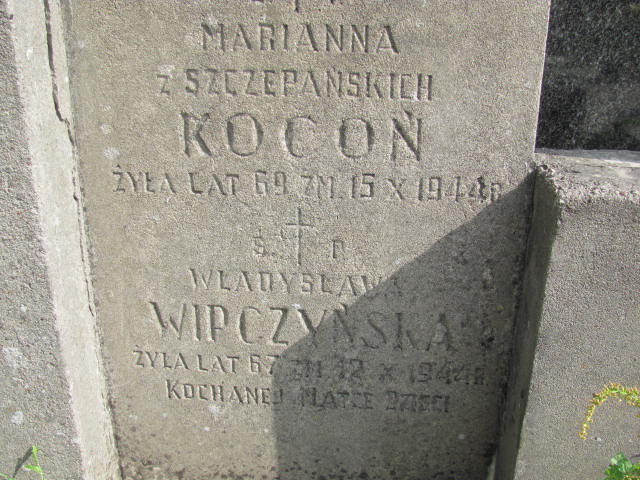 Ś P
MARIANNA
Z SZCZEPAŃSKICH
KOCOŃ
ŻYŁA LAT 69 ZM. 15 X 1944 R.
Ś P
WŁADYSŁAWA
WIPCZYŃSKA
ŻYŁA LAT 67 ZM. 12 X 1944 R.
KOCHANEJ MATCE DZIECI